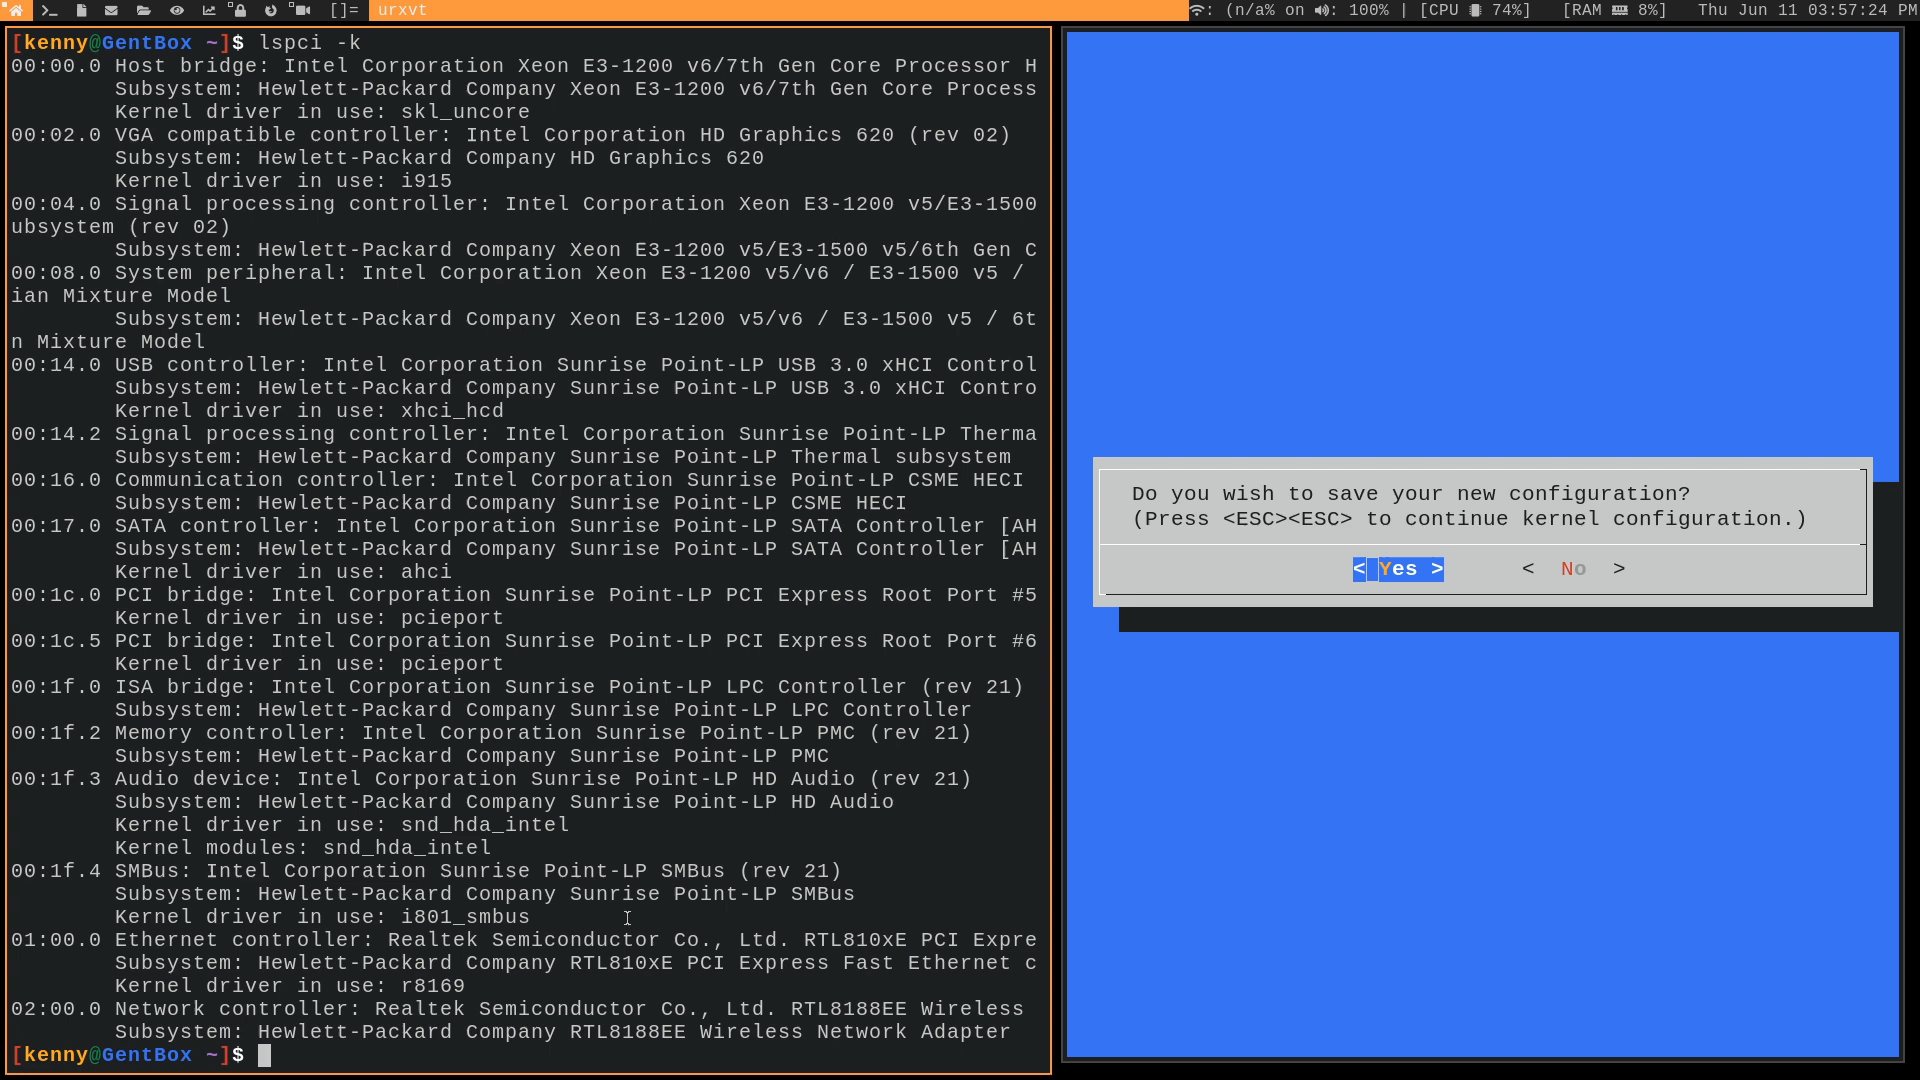 []= urxvt : (n/a% on : 100% | [CPU 74%] [RAM 8%] Thu Jun 11 03:57:24 PM
[kenny@GentBox ~]$ lspci -k
00:00.0 Host bridge: Intel Corporation Xeon E3-1200 v6/7th Gen Core Processor H
Subsystem: Hewlett-Packard Company Xeon E3-1200 v6/7th Gen Core Process
Kernel driver in use: skl_uncore
00:02.0 VGA compatible controller: Intel Corporation HD Graphics 620 (rev 02)
Subsystem: Hewlett-Packard Company HD Graphics 620
Kernel driver in use: i915
00:04.0 Signal processing controller: Intel Corporation Xeon E3-1200 v5/E3-1500
ubsystem (rev 02)
Subsystem: Hewlett-Packard Company Xeon E3-1200 v5/E3-1500 v5/6th Gen C
00:08.0 System peripheral: Intel Corporation Xeon E3-1200 v5/v6 / E3-1500 v5 /
ian Mixture Model
Subsystem: Hewlett-Packard Company Xeon E3-1200 v5/v6 / E3-1500 v5 / 6t
n Mixture Model
00:14.0 USB controller: Intel Corporation Sunrise Point-LP USB 3.0 xHCI Control
Subsystem: Hewlett-Packard Company Sunrise Point-LP USB 3.0 xHCI Contro
Kernel driver in use: xhci_hcd
00:14.2 Signal processing controller: Intel Corporation Sunrise Point-LP Therma
Subsystem: Hewlett-Packard Company Sunrise Point-LP Thermal subsystem
00:16.0 Communication controller: Intel Corporation Sunrise Point-LP CSME HECI
Subsystem: Hewlett-Packard Company Sunrise Point-LP CSME HECI
00:17.0 SATA controller: Intel Corporation Sunrise Point-LP SATA Controller [AH
Subsystem: Hewlett-Packard Company Sunrise Point-LP SATA Controller [AH
Kernel driver in use: ahci
00:1c.0 PCI bridge: Intel Corporation Sunrise Point-LP PCI Express Root Port #5
Kernel driver in use: pcieport
00:1c.5 PCI bridge: Intel Corporation Sunrise Point-LP PCI Express Root Port #6
Kernel driver in use: pcieport
00:1f.0 ISA bridge: Intel Corporation Sunrise Point-LP LPC Controller (rev 21)
Subsystem: Hewlett-Packard Company Sunrise Point-LP LPC Controller
00:1f.2 Memory controller: Intel Corporation Sunrise Point-LP PMC (rev 21)
Subsystem: Hewlett-Packard Company Sunrise Point-LP PMC
00:1f.3 Audio device: Intel Corporation Sunrise Point-LP HD Audio (rev 21)
Subsystem: Hewlett-Packard Company Sunrise Point-LP HD Audio
Kernel driver in use: snd_hda_intel
Kernel modules: snd_hda_intel
00:1f.4 SMBus: Intel Corporation Sunrise Point-LP SMBus (rev 21)
Subsystem: Hewlett-Packard Company Sunrise Point-LP SMBus
Kernel driver in use: i801_smbus
01:00.0 Ethernet controller: Realtek Semiconductor Co., Ltd. RTL810xE PCI Expre
Subsystem: Hewlett-Packard Company RTL810xE PCI Express Fast Ethernet c
Kernel driver in use: r8169
02:00.0 Network controller: Realtek Semiconductor Co., Ltd. RTL8188EE Wireless
Subsystem: Hewlett-Packard Company RTL8188EE Wireless Network Adapter
[kenny@GentBox ~]$
Do you wish to save your new configuration?
(Press <ESC><ESC> to continue kernel configuration.)
< Yes > < No >